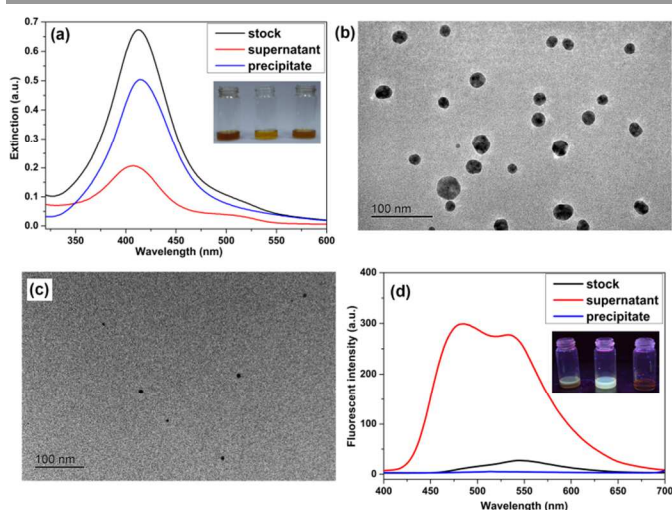 (a)
stock
supernatant
precipitate
Extinction (a.u.)
0.7
0.6
0.5
0.4
0.3
0.2
0.1
0.0
350 400 450 500 550 600
Wavelength (nm)
(b)
100 nm
(c)
100 nm
(d)
stock
supernatant
precipitate
Fluorescent intensity (a.u.)
400
300
200
100
0
400 450 500 550 600 650 700
Wavelength (nm)